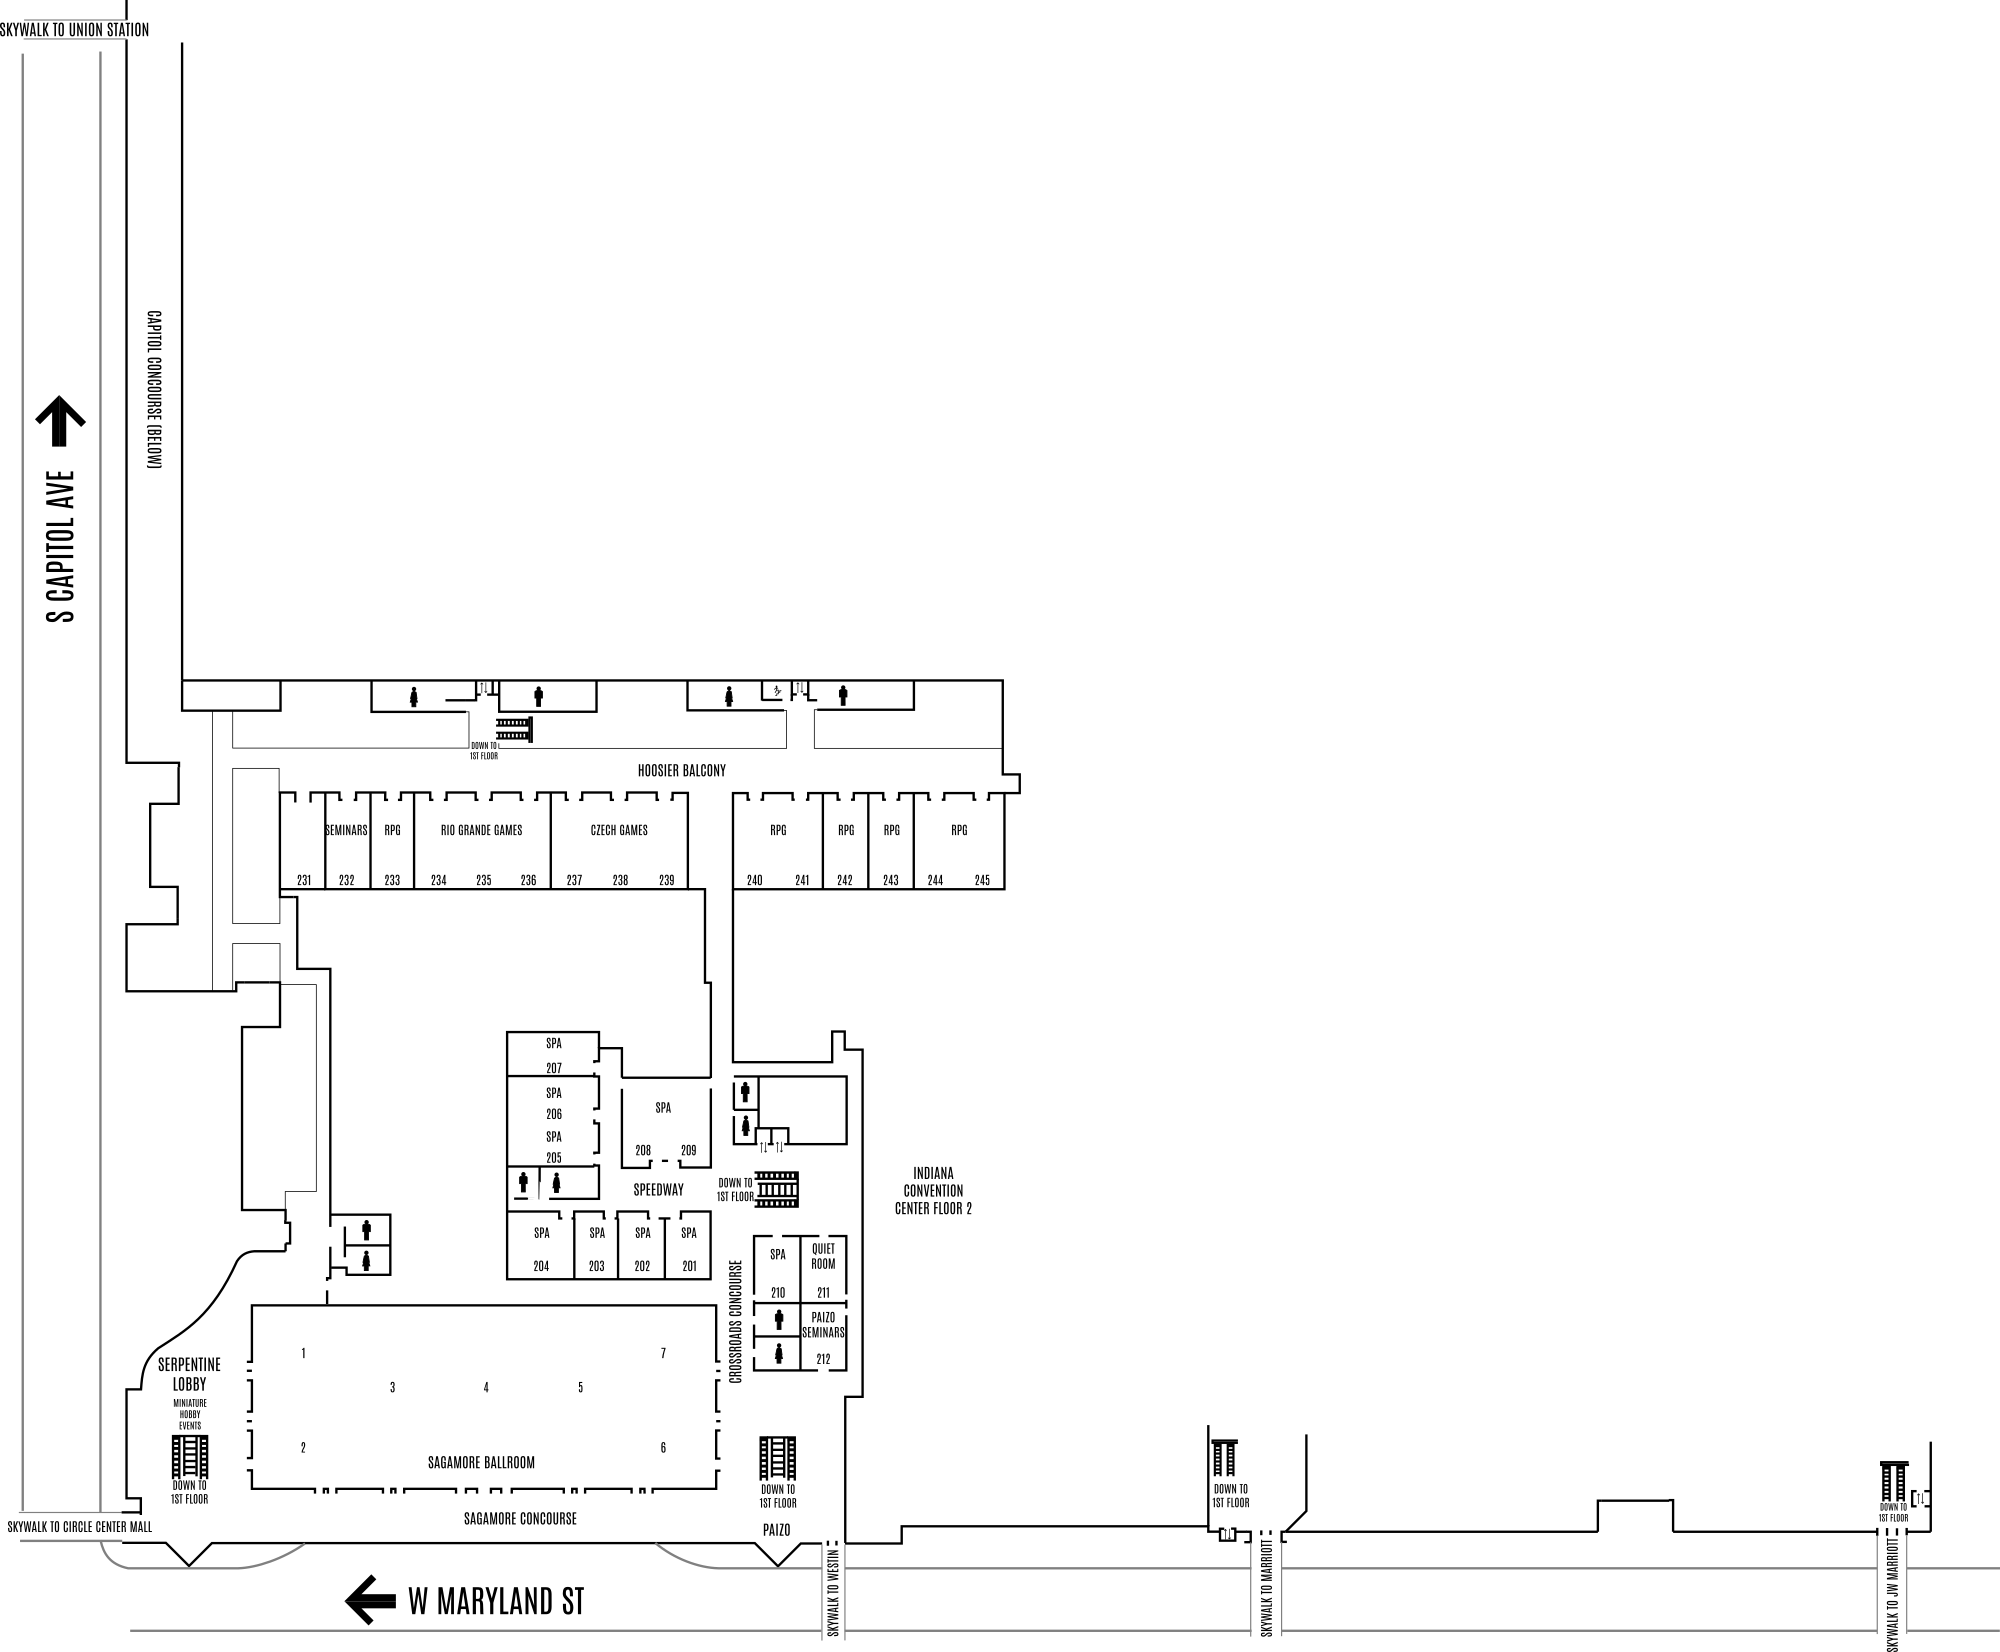 SKYWALK TO UNION STATION
CAPITOL CONCOURSE (BELOW)
S CAPITOL AVE
DOWN TO
1ST FLOOR
HOOSIER BALCONY
SEMINARS
RPG
RIO GRANDE GAMES
CZECH GAMES
RPG
RPG
RPG
RPG
231
232
233
234
235
236
237
238
239
240
241
242
243
244
245
SPA
207
SPA
206
SPA
205
SPA
208
209
SPEEDWAY
DOWN TO
1ST FLOOR
INDIANA
CONVENTION
CENTER FLOOR 2
SPA
204
SPA
203
SPA
202
SPA
201
CROSSROADS CONCOURSE
SPA
210
QUIET
ROOM
211
PAIZO
SEMINARS
212
SERPENTINE
LOBBY
MINIATURE
HOBBY
EVENTS
DOWN TO
1ST FLOOR
1
7
3
4
5
2
6
SAGAMORE BALLROOM
SAGAMORE CONCOURSE
DOWN TO
1ST FLOOR
PAIZO
DOWN TO
1ST FLOOR
DOWN TO
1ST FLOOR
SKYWALK TO CIRCLE CENTER MALL
W MARYLAND ST
SKYWALK TO WESTIN
SKYWALK TO MARRIOTT
SKYWALK TO JW MARRIOTT